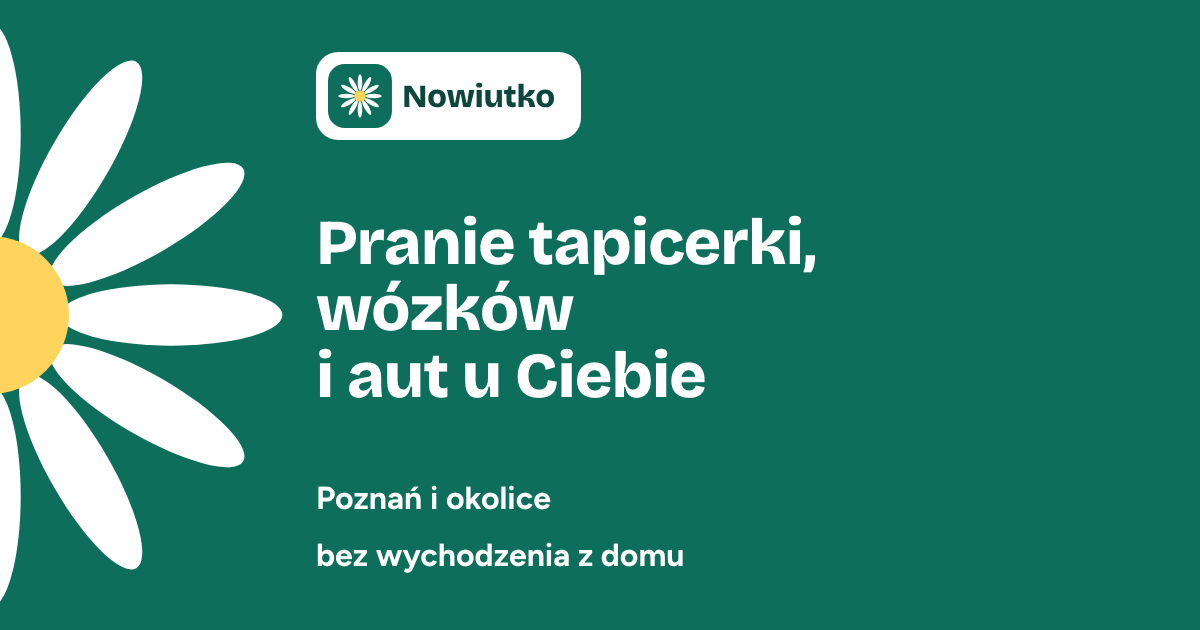 Nowiutko
Pranie tapicerki,
wózków
i aut u Ciebie
Poznań i okolice
bez wychodzenia z domu